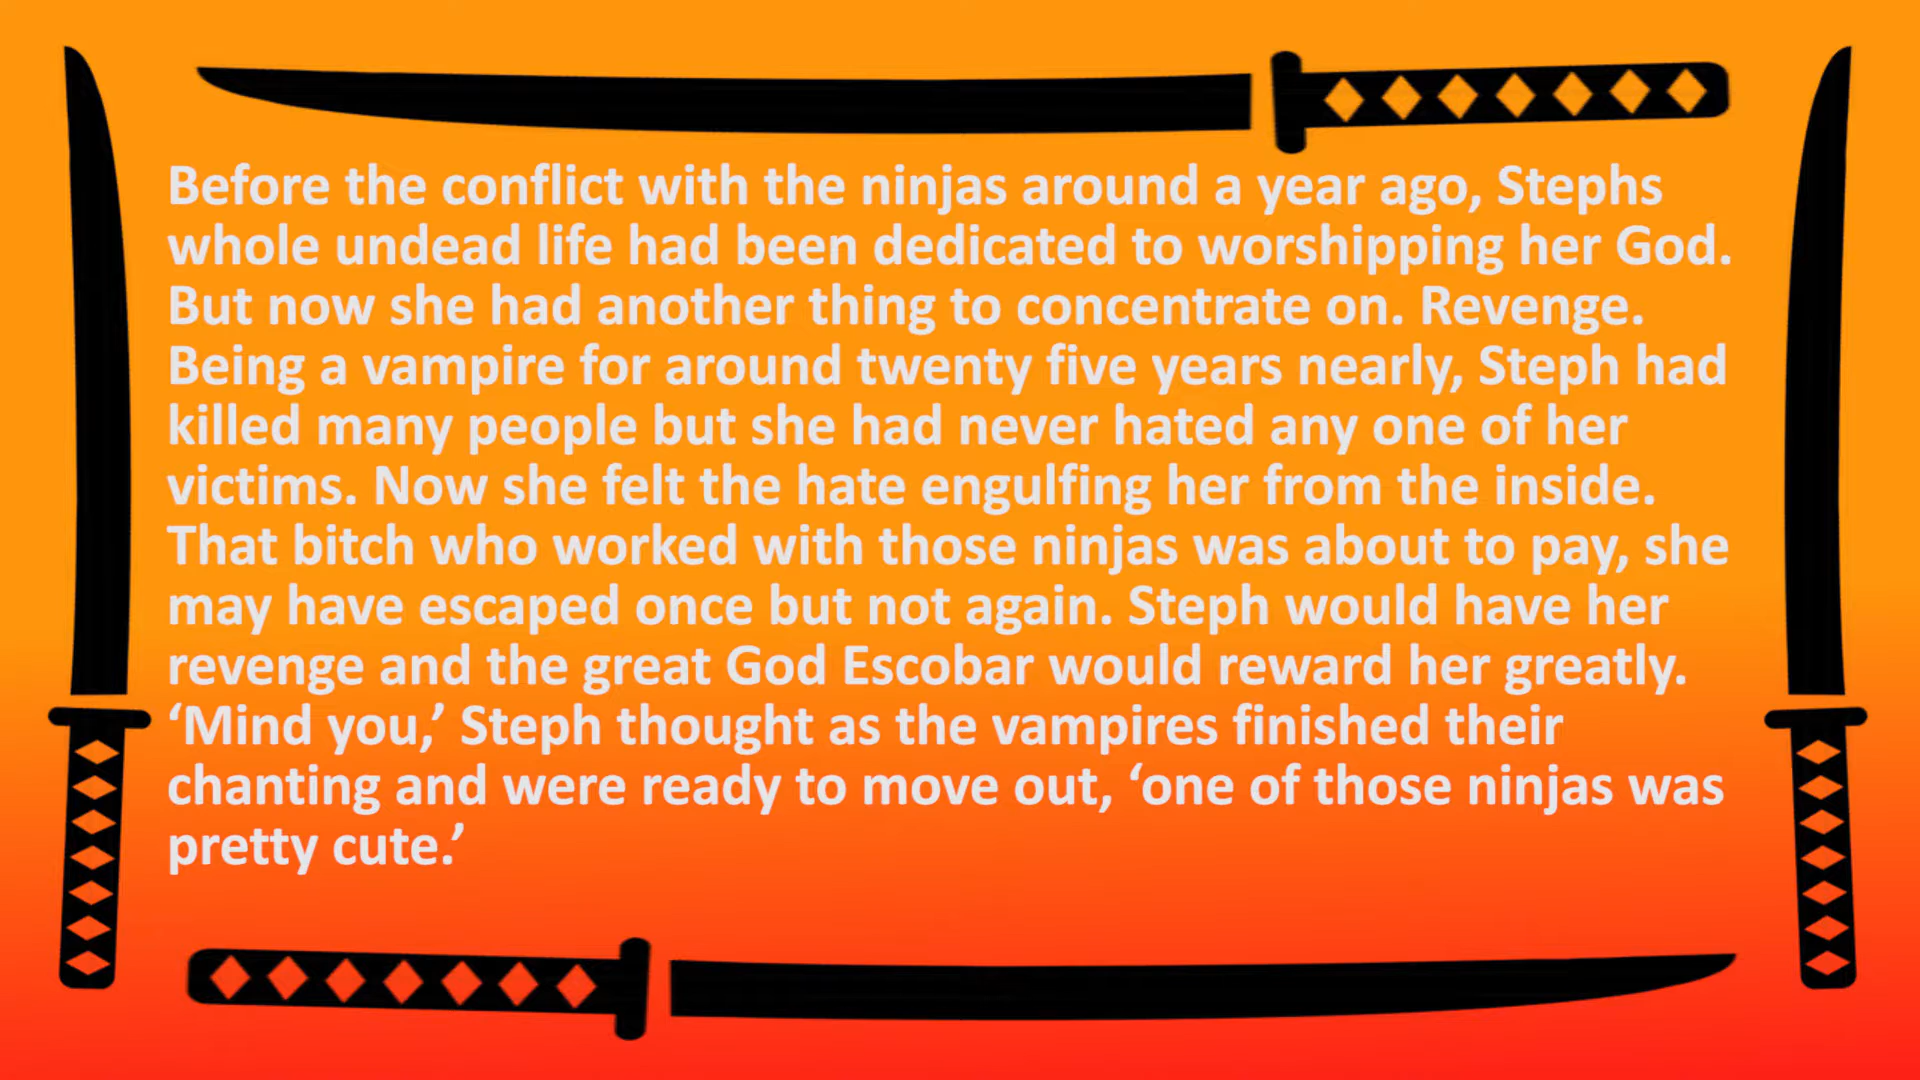 Before the conflict with the ninjas around a year ago, Stephs
whole undead life had been dedicated to worshipping her God.
But now she had another thing to concentrate on. Revenge.
Being a vampire for around twenty five years nearly, Steph had
killed many people but she had never hated any one of her
victims. Now she felt the hate engulfing her from the inside.
That bitch who worked with those ninjas was about to pay, she
may have escaped once but not again. Steph would have her
revenge and the great God Escobar would reward her greatly.
‘Mind you,’ Steph thought as the vampires finished their
chanting and were ready to move out, ‘one of those ninjas was
pretty cute.’